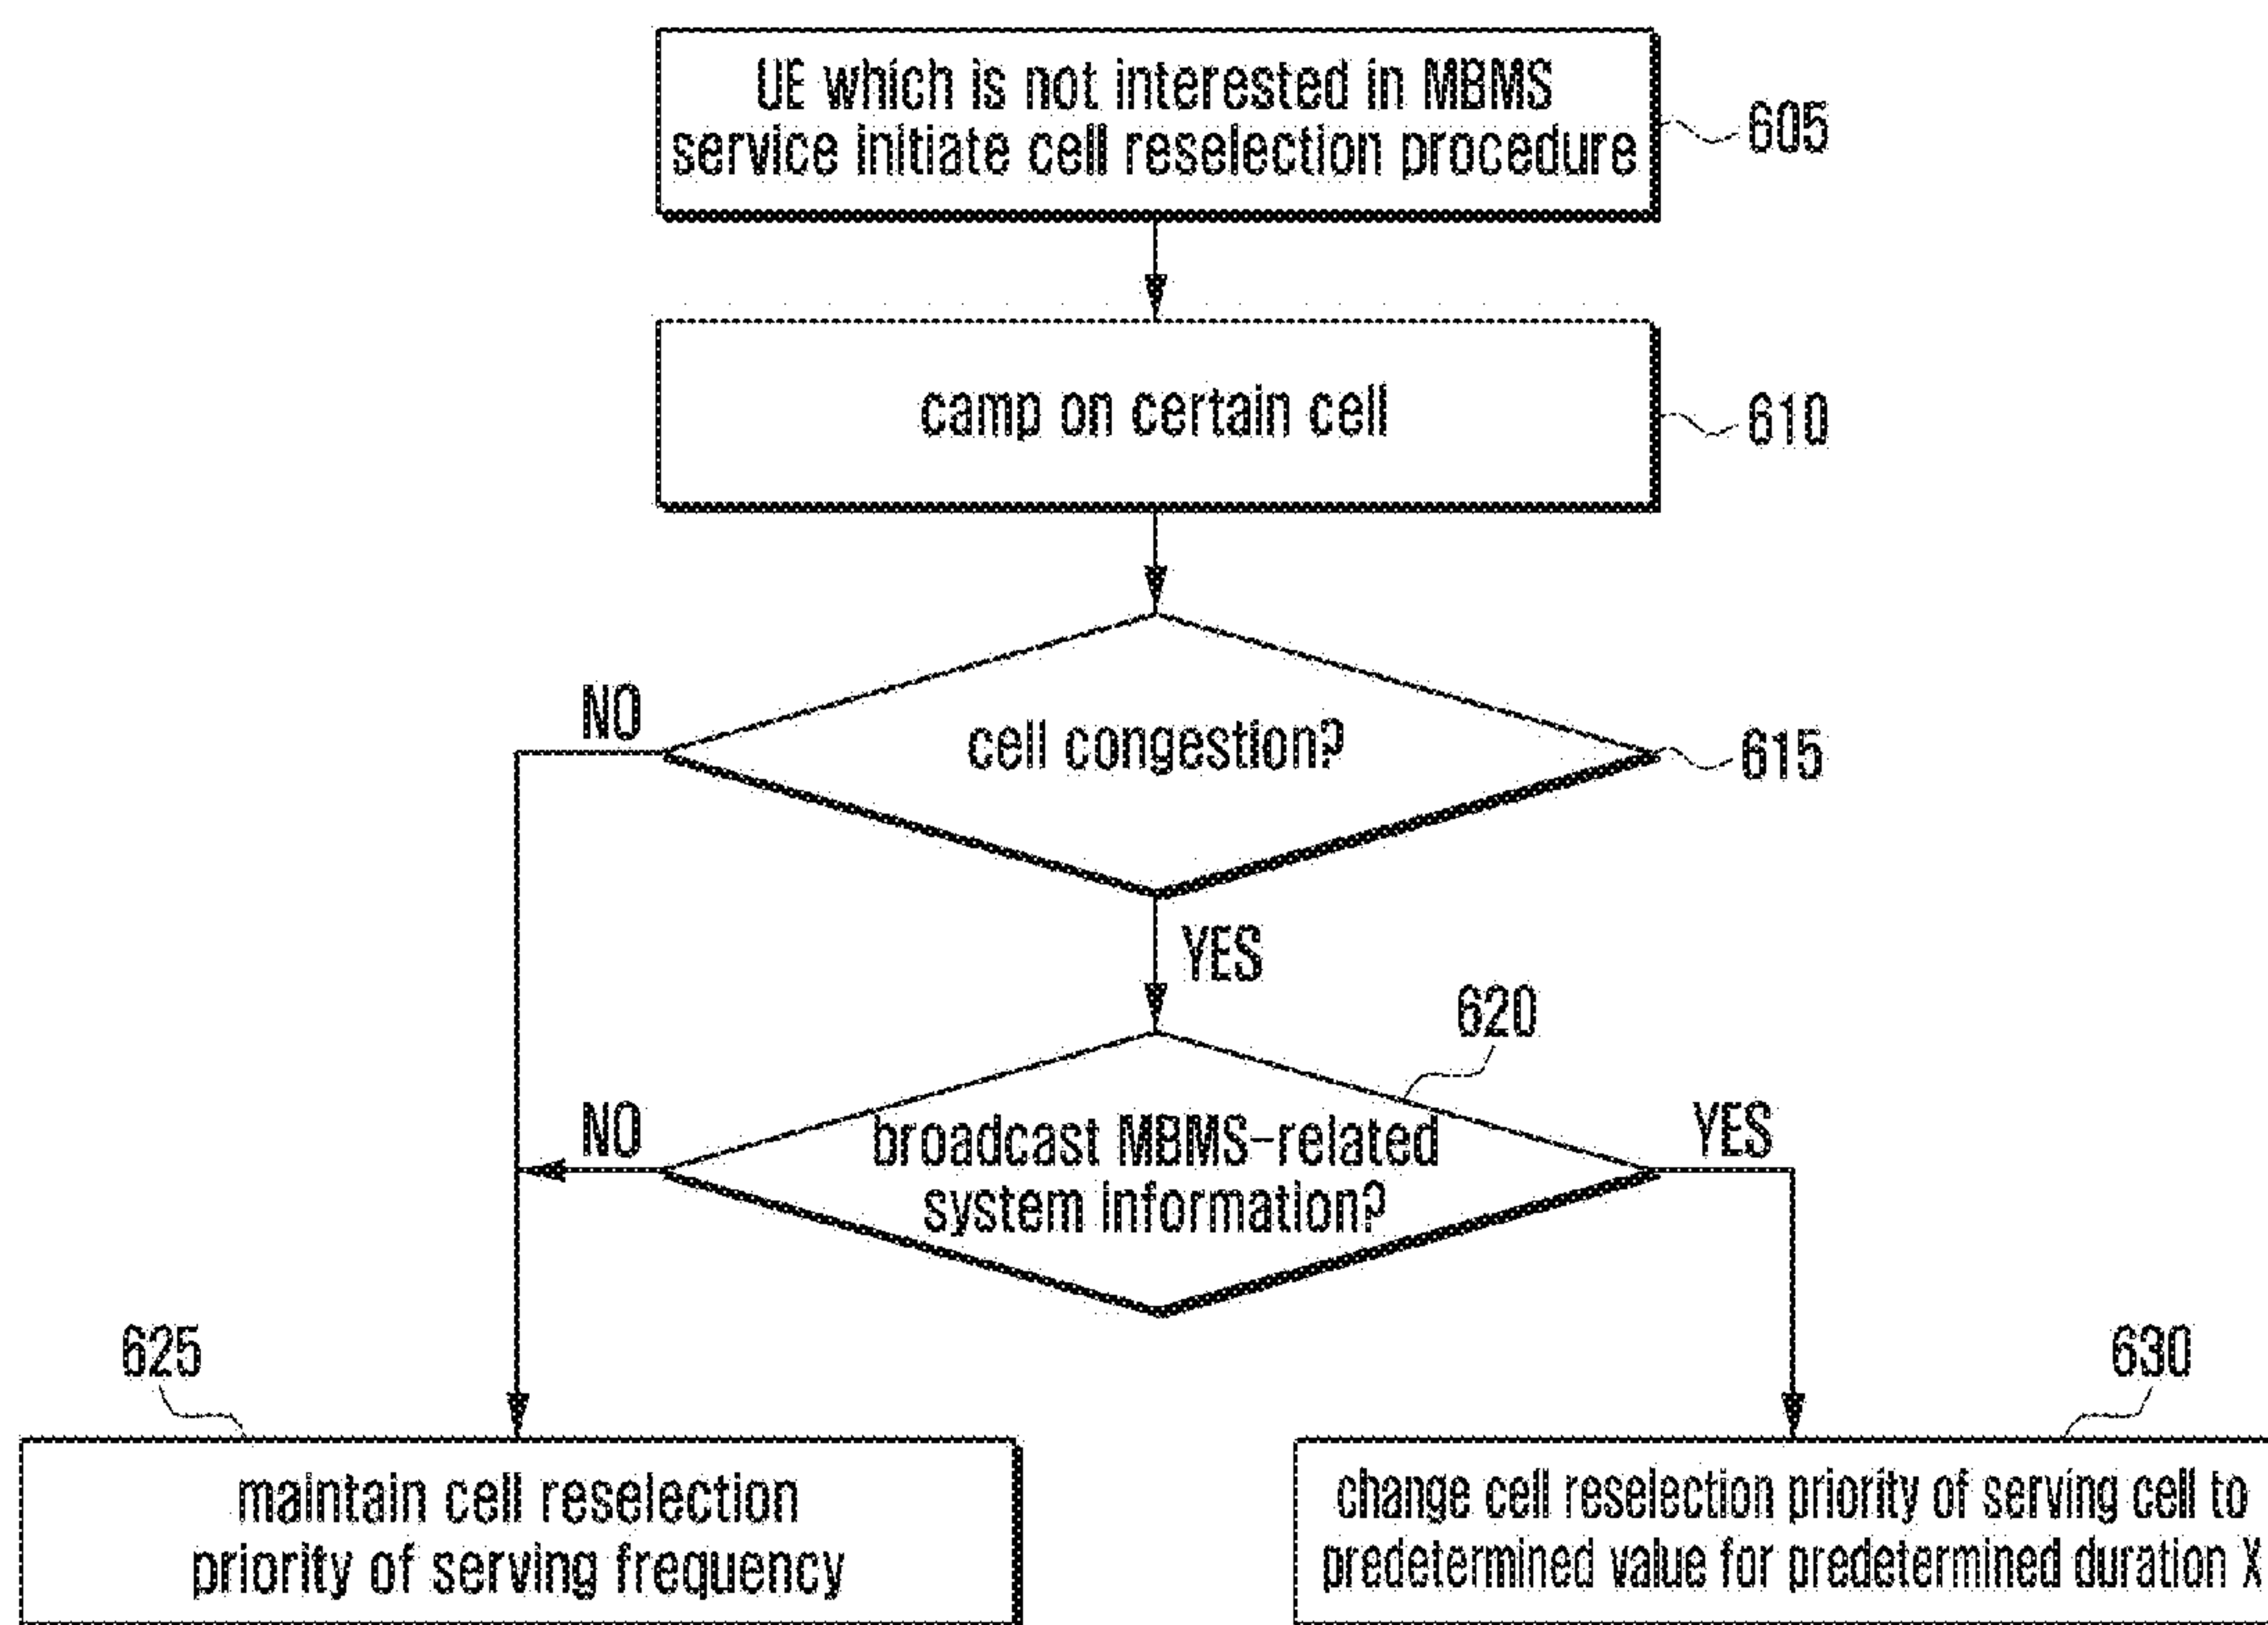 UE which is not interested in MBMS
service initiate cell reselection procedure
605
camp on certain cell
610
NO
cell congestion?
615
YES
620
NO
broadcast MBMS-related
system information?
YES
625
630
maintain cell reselection
priority of serving frequency
change cell reselection priority of serving cell to
predetermined value for predetermined duration X